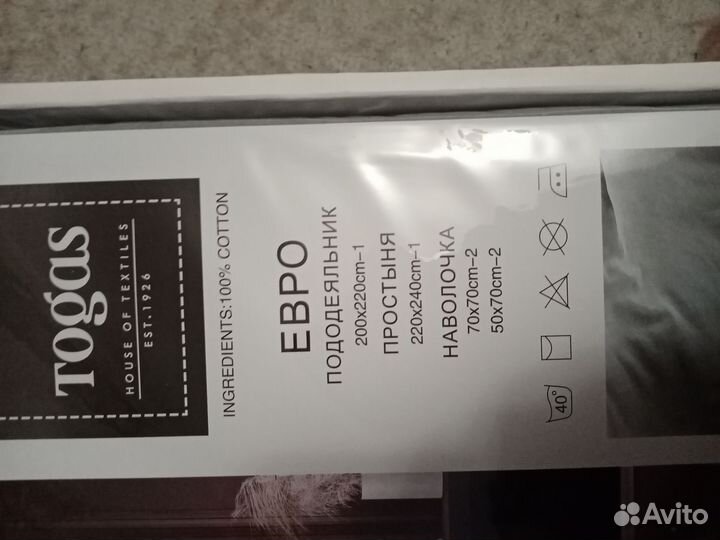 Togas
HOUSE OF TEXTILES
EST.1926
INGREDIENTS:100% COTTON
ЕВРО
ПОДОДЕЯЛЬНИК
200x220cm-1
ПРОСТЫНЯ
220x240cm-1
НАВОЛОЧКА
70x70cm-2
50x70cm-2
40°
Avito